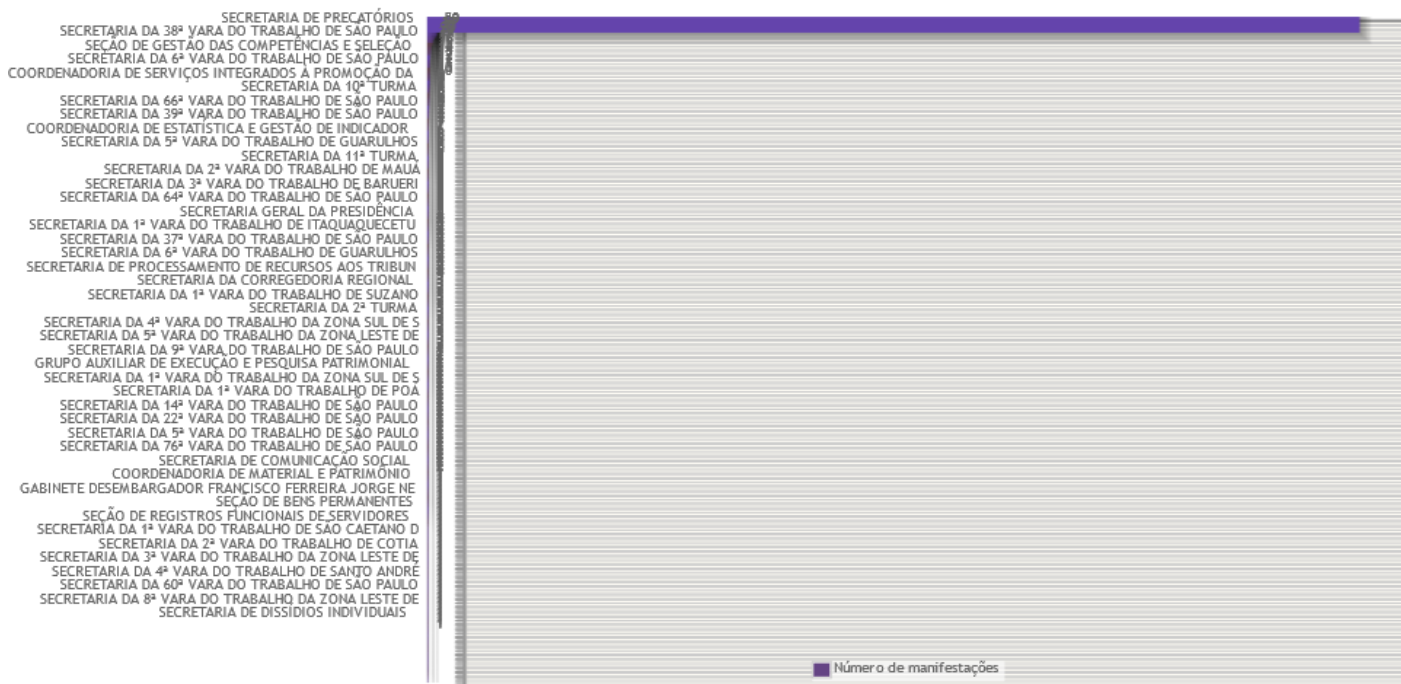 SECRETARIA DE PRECATÓRIOS
SECRETARIA DA 38ª VARA DO TRABALHO DE SÃO PAULO
SEÇÃO DE GESTÃO DAS COMPETÊNCIAS E SELEÇÃO
SECRETARIA DA 6ª VARA DO TRABALHO DE SÃO PAULO
COORDENADORIA DE SERVIÇOS INTEGRADOS À PROMOÇÃO DA
SECRETARIA DA 10ª TURMA
SECRETARIA DA 66ª VARA DO TRABALHO DE SÃO PAULO
SECRETARIA DA 39ª VARA DO TRABALHO DE SÃO PAULO
COORDENADORIA DE ESTATÍSTICA E GESTÃO DE INDICADOR
SECRETARIA DA 5ª VARA DO TRABALHO DE GUARULHOS
SECRETARIA DA 11ª TURMA
SECRETARIA DA 2ª VARA DO TRABALHO DE MAUÁ
SECRETARIA DA 3ª VARA DO TRABALHO DE BARUERI
SECRETARIA DA 64ª VARA DO TRABALHO DE SÃO PAULO
SECRETARIA GERAL DA PRESIDÊNCIA
SECRETARIA DA 1ª VARA DO TRABALHO DE ITAQUAQUECETU
SECRETARIA DA 37ª VARA DO TRABALHO DE SÃO PAULO
SECRETARIA DA 6ª VARA DO TRABALHO DE GUARULHOS
SECRETARIA DE PROCESSAMENTO DE RECURSOS AOS TRIBUN
SECRETARIA DA CORREGEDORIA REGIONAL
SECRETARIA DA 1ª VARA DO TRABALHO DE SUZANO
SECRETARIA DA 2ª TURMA
SECRETARIA DA 4ª VARA DO TRABALHO DA ZONA SUL DE S
SECRETARIA DA 5ª VARA DO TRABALHO DA ZONA LESTE DE
SECRETARIA DA 9ª VARA DO TRABALHO DE SÃO PAULO
GRUPO AUXILIAR DE EXECUÇÃO E PESQUISA PATRIMONIAL
SECRETARIA DA 1ª VARA DO TRABALHO DA ZONA SUL DE S
SECRETARIA DA 1ª VARA DO TRABALHO DE POÁ
SECRETARIA DA 14ª VARA DO TRABALHO DE SÃO PAULO
SECRETARIA DA 22ª VARA DO TRABALHO DE SÃO PAULO
SECRETARIA DA 5ª VARA DO TRABALHO DE SÃO PAULO
SECRETARIA DA 76ª VARA DO TRABALHO DE SÃO PAULO
SECRETARIA DE COMUNICAÇÃO SOCIAL
COORDENADORIA DE MATERIAL E PATRIMÔNIO
GABINETE DESEMBARGADOR FRANCISCO FERREIRA JORGE NE
SEÇÃO DE BENS PERMANENTES
SEÇÃO DE REGISTROS FUNCIONAIS DE SERVIDORES
SECRETARIA DA 1ª VARA DO TRABALHO DE SÃO CAETANO D
SECRETARIA DA 2ª VARA DO TRABALHO DE COTIA
SECRETARIA DA 3ª VARA DO TRABALHO DA ZONA LESTE DE
SECRETARIA DA 4ª VARA DO TRABALHO DE SANTO ANDRÉ
SECRETARIA DA 60ª VARA DO TRABALHO DE SÃO PAULO
SECRETARIA DA 8ª VARA DO TRABALHO DA ZONA LESTE DE
SECRETARIA DE DISSÍDIOS INDIVIDUAIS
Número de manifestações